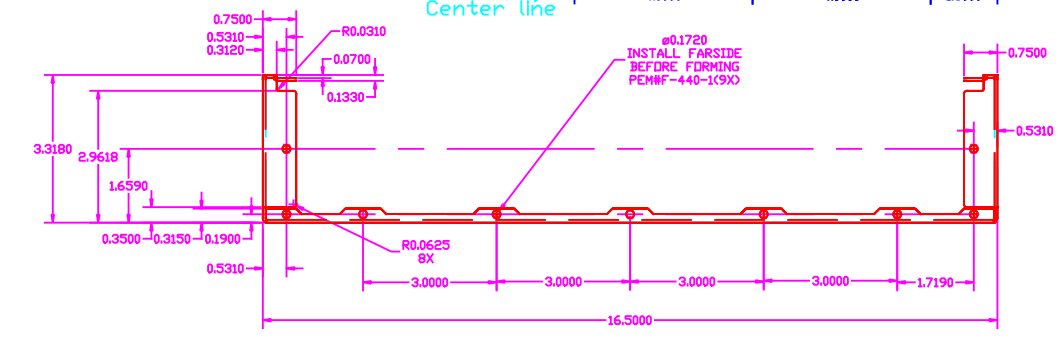 Center line
0.7500
0.5310
0.3120
R0.0310
0.0700
0.1330
ø0.1720
INSTALL FARSIDE
BEFORE FORMING
PEM#F-440-1(9X)
0.7500
0.5310
3.3180
2.9618
1.6590
0.3500
0.3150
0.1900
R0.0625
8X
0.5310
3.0000
3.0000
3.0000
3.0000
1.7190
16.5000